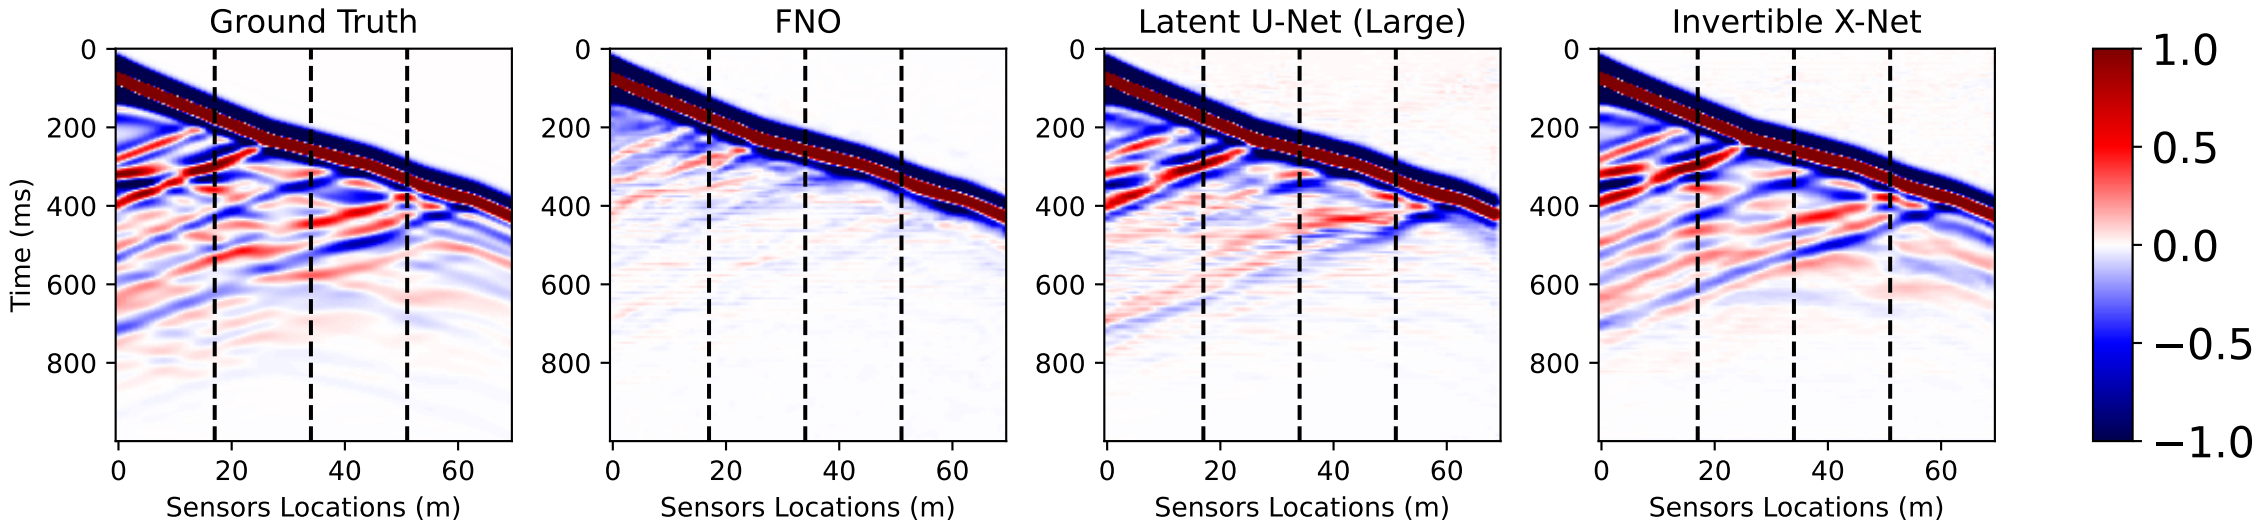 Ground Truth
FNO
Latent U-Net (Large)
Invertible X-Net
0
200
400
600
800
Time (ms)
0 20 40 60
Sensors Locations (m)
0
200
400
600
800
0 20 40 60
Sensors Locations (m)
0
200
400
600
800
0 20 40 60
Sensors Locations (m)
0
200
400
600
800
0 20 40 60
Sensors Locations (m)
1.0
0.5
0.0
−0.5
−1.0